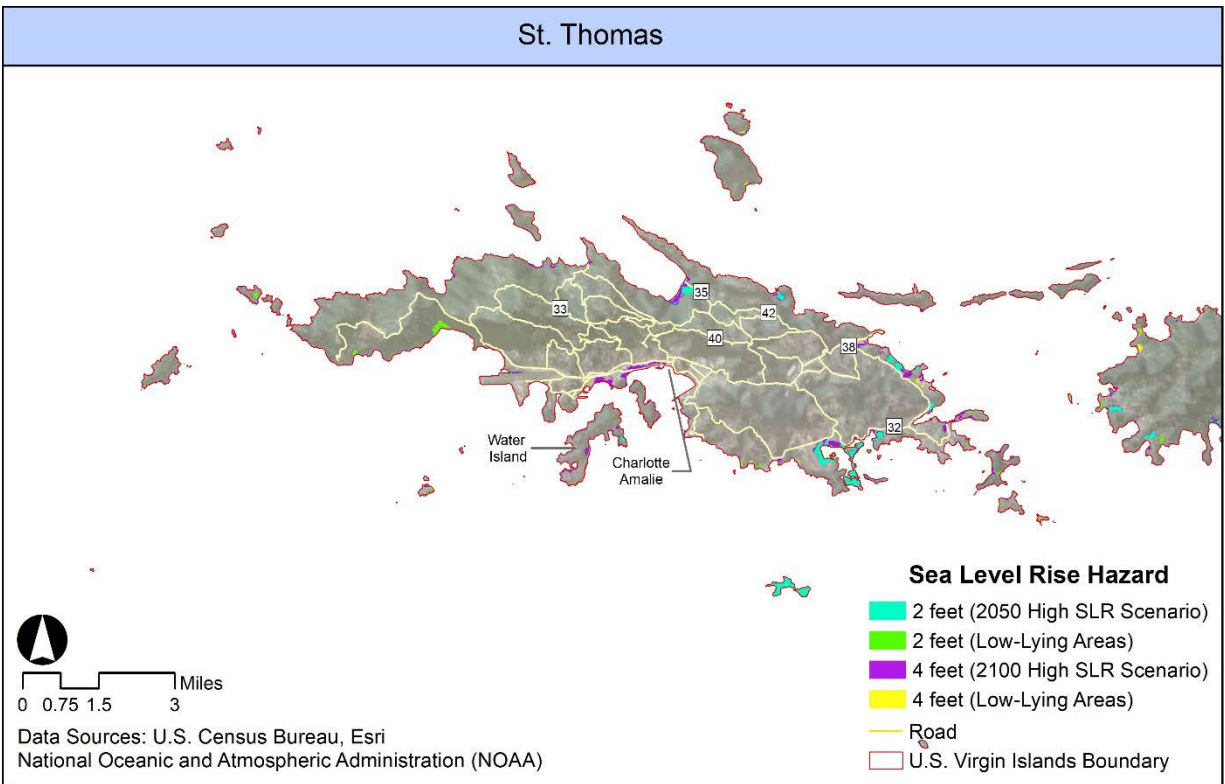 St. Thomas
33
35
42
40
38
32
Water
Island
Charlotte
Amalie
Sea Level Rise Hazard
2 feet (2050 High SLR Scenario)
2 feet (Low-Lying Areas)
4 feet (2100 High SLR Scenario)
4 feet (Low-Lying Areas)
Road
U.S. Virgin Islands Boundary
Miles
0 0.75 1.5 3
Data Sources: U.S. Census Bureau, Esri
National Oceanic and Atmospheric Administration (NOAA)